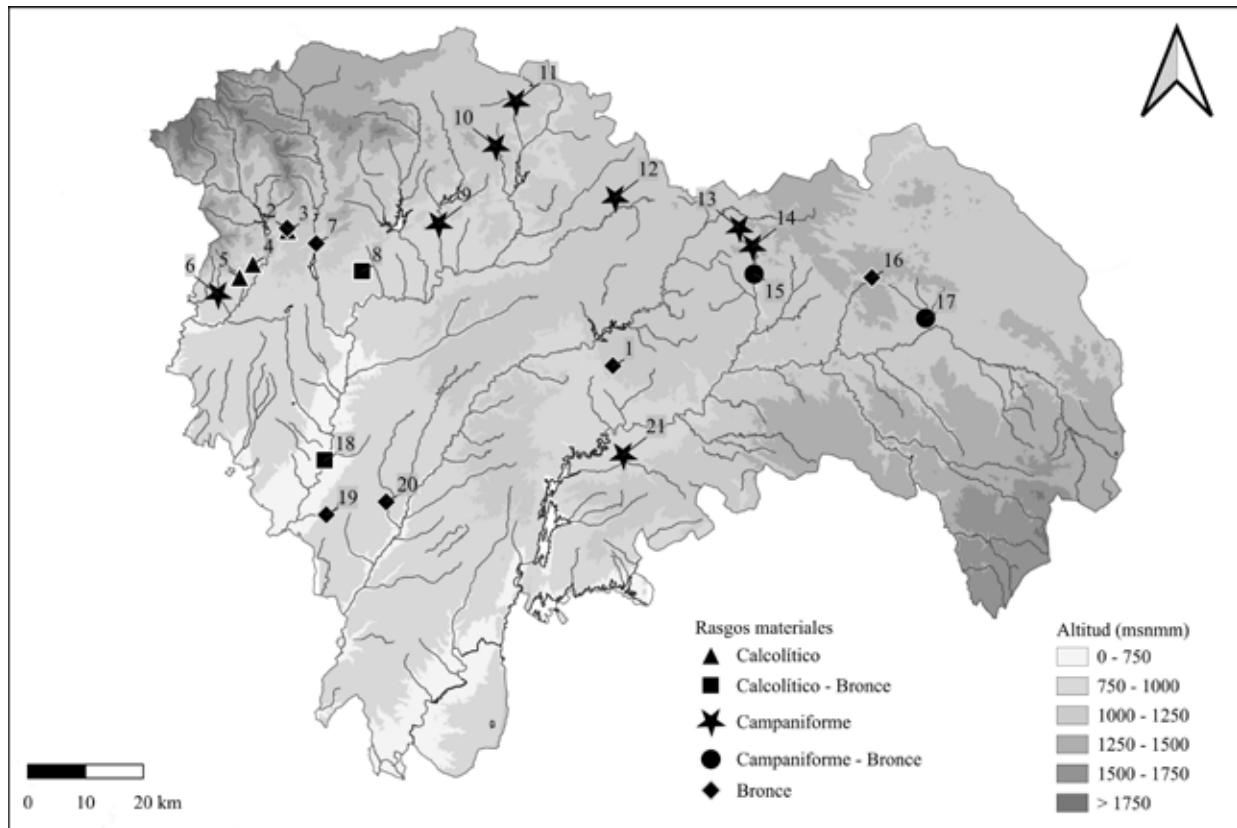 11
10
12
9
13
14
2
3
7
4
5
6
8
16
15
17
1
21
18
20
19
Rasgos materiales
Calcolítico
Calcolítico - Bronce
Campaniforme
Campaniforme - Bronce
Bronce
Altitud (msnmm)
0 - 750
750 - 1000
1000 - 1250
1250 - 1500
1500 - 1750
> 1750
0 10 20 km